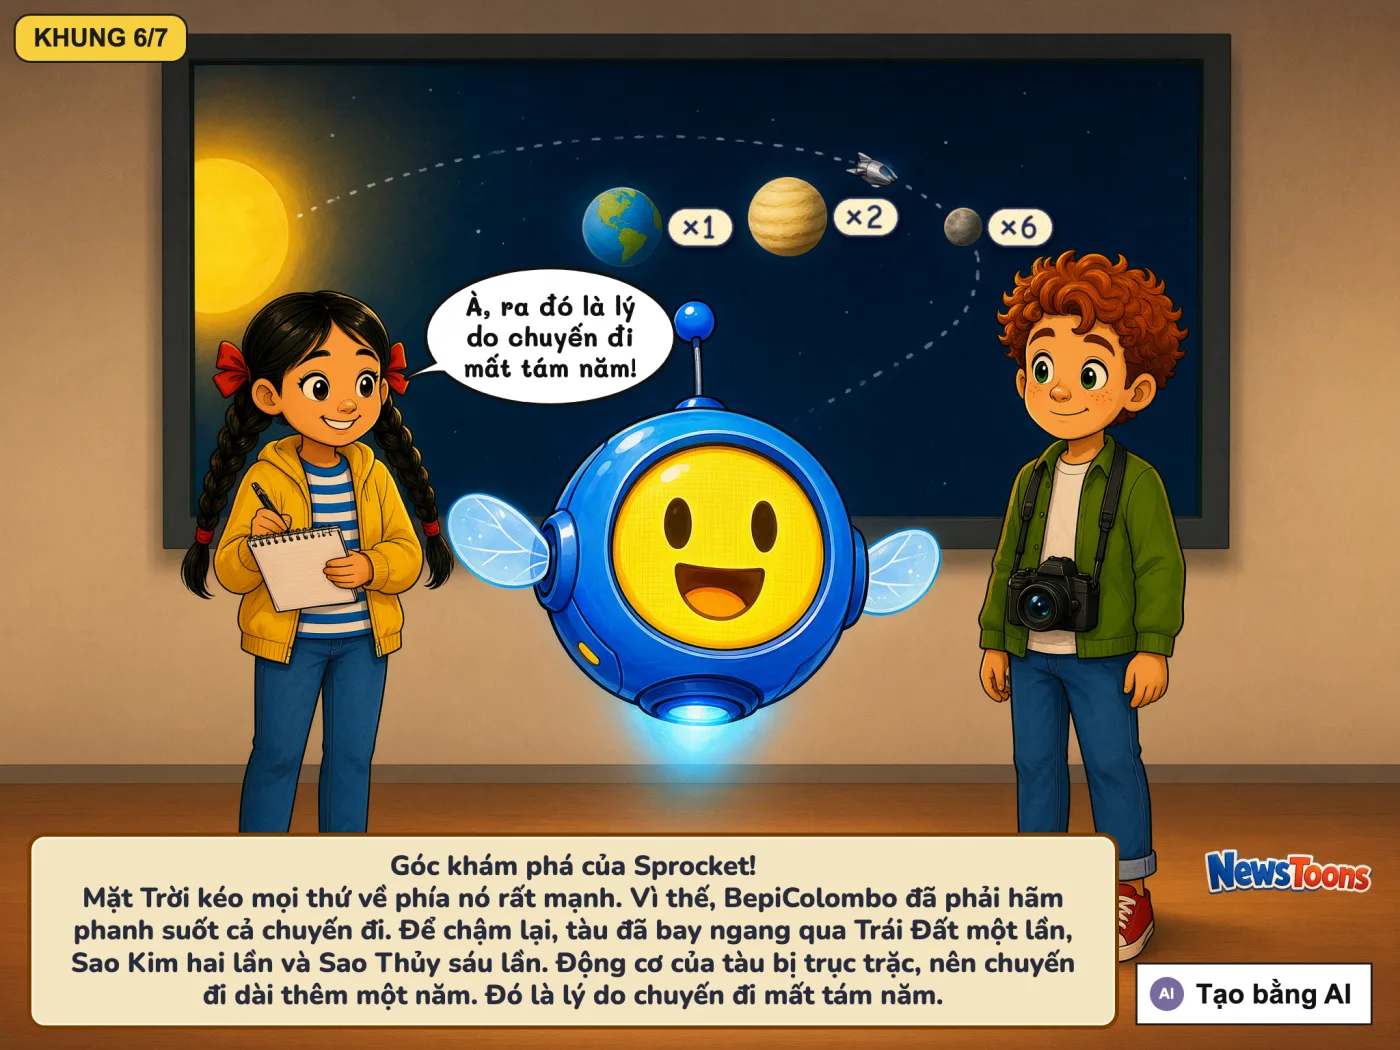 KHUNG 6/7
×1
×2
×6
À, ra đó là lý
do chuyến đi
mất tám năm!
Góc khám phá của Sprocket!
Mặt Trời kéo mọi thứ về phía nó rất mạnh. Vì thế, BepiColombo đã phải hãm
phanh suốt cả chuyến đi. Để chậm lại, tàu đã bay ngang qua Trái Đất một lần,
Sao Kim hai lần và Sao Thủy sáu lần. Động cơ của tàu bị trục trặc, nên chuyến
đi dài thêm một năm. Đó là lý do chuyến đi mất tám năm.
NewsToons
AI Tạo bằng AI